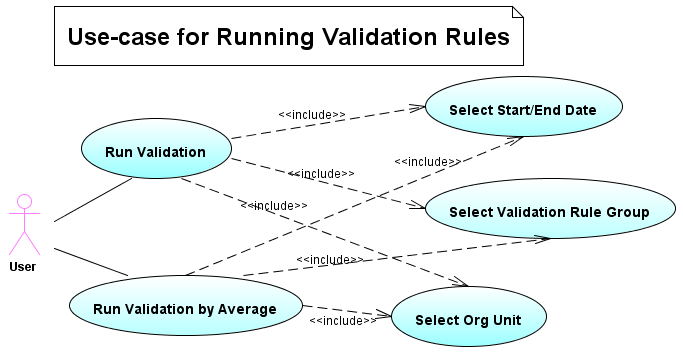 Use-case for Running Validation Rules
<<include>>
Select Start/End Date
Run Validation
<<include>>
<<include>>
<<include>>
Select Validation Rule Group
User
<<include>>
Run Validation by Average
<<include>>
Select Org Unit